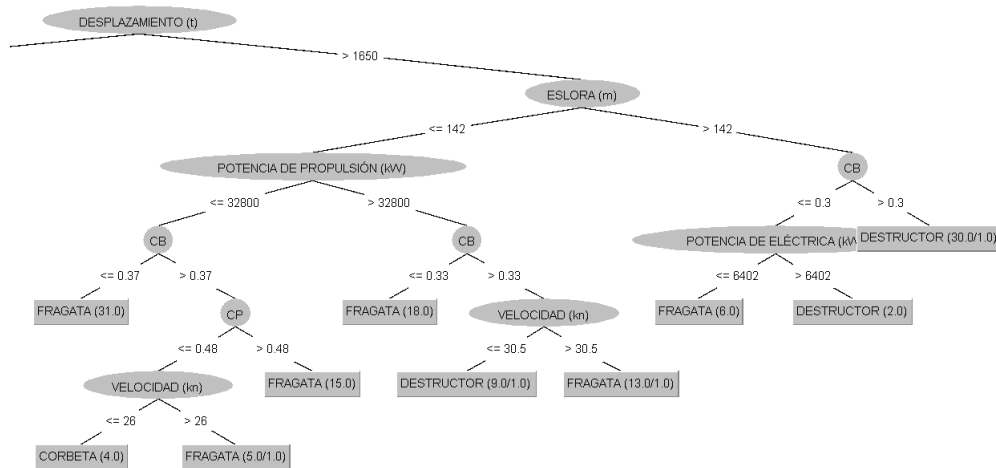 DESPLAZAMIENTO (t)
> 1650
ESLORA (m)
<= 142
> 142
POTENCIA DE PROPULSIÓN (kW)
CB
<= 32800
> 32800
<= 0.3
> 0.3
CB
CB
POTENCIA DE ELÉCTRICA (kW
DESTRUCTOR (30.0/1.0)
<= 0.37
> 0.37
<= 0.33
> 0.33
<= 6402
> 6402
FRAGATA (31.0)
CP
FRAGATA (18.0)
VELOCIDAD (kn)
FRAGATA (6.0)
DESTRUCTOR (2.0)
<= 0.48
> 0.48
<= 30.5
> 30.5
VELOCIDAD (kn)
FRAGATA (15.0)
DESTRUCTOR (9.0/1.0)
FRAGATA (13.0/1.0)
<= 26
> 26
CORBETA (4.0)
FRAGATA (5.0/1.0)